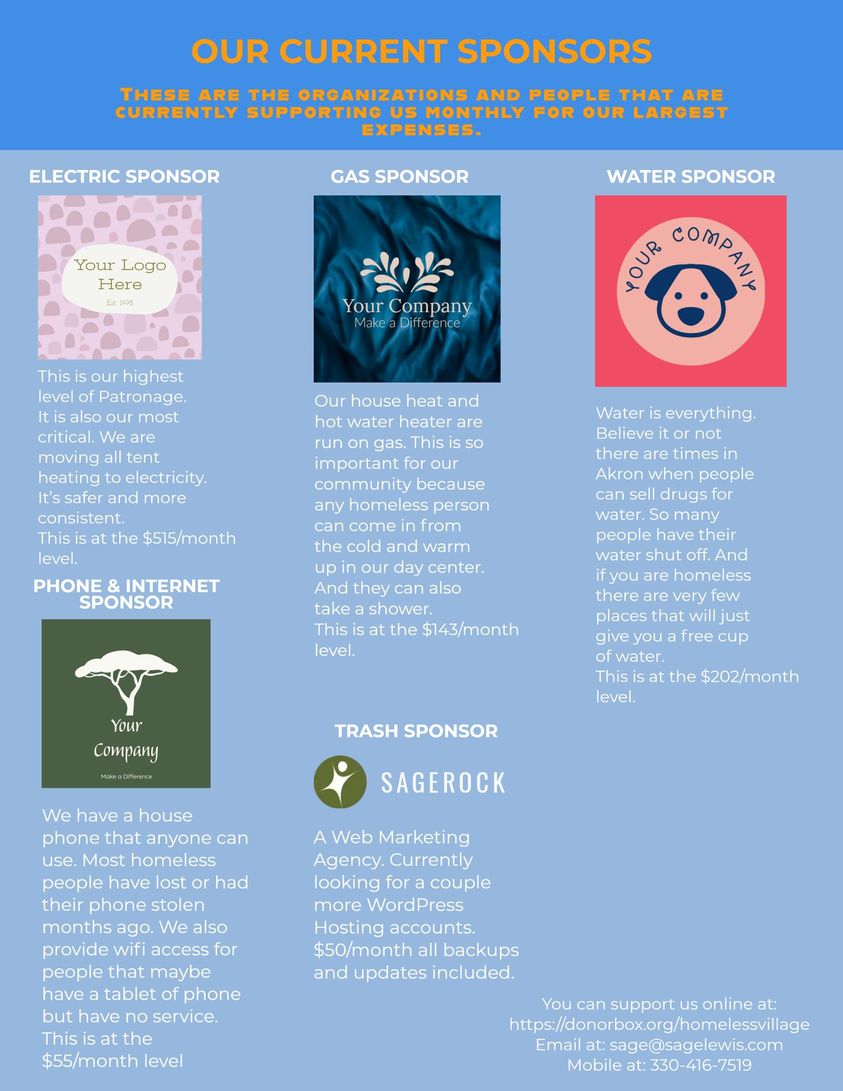 OUR CURRENT SPONSORS
THESE ARE THE ORGANIZATIONS AND PEOPLE THAT ARE
CURRENTLY SUPPORTING US MONTHLY FOR OUR LARGEST
EXPENSES.
ELECTRIC SPONSOR
Your Logo
Here
Est. 1998
This is our highest
level of Patronage.
It is also our most
critical. We are
moving all tent
heating to electricity.
It's safer and more
consistent.
This is at the $515/month
level.
GAS SPONSOR
Your Company
Make a Difference
Our house heat and
hot water heater are
run on gas. This is so
important for our
community because
any homeless person
can come in from
the cold and warm
up in our day center.
And they can also
take a shower.
This is at the $143/month
level.
WATER SPONSOR
YOUR COMPANY
Water is everything.
Believe it or not
there are times in
Akron when people
can sell drugs for
water. So many
people have their
water shut off. And
if you are homeless
there are very few
places that will just
give you a free cup
of water.
This is at the $202/month
level.
PHONE & INTERNET
SPONSOR
Your
Company
Make a Difference
We have a house
phone that anyone can
use. Most homeless
people have lost or had
their phone stolen
months ago. We also
provide wifi access for
people that maybe
have a tablet of phone
but have no service.
This is at the
$55/month level
TRASH SPONSOR
SAGEROCK
A Web Marketing
Agency. Currently
looking for a couple
more WordPress
Hosting accounts.
$50/month all backups
and updates included.
You can support us online at:
https://donorbox.org/homelessvillage
Email at: sage@sagelewis.com
Mobile at: 330-416-7519